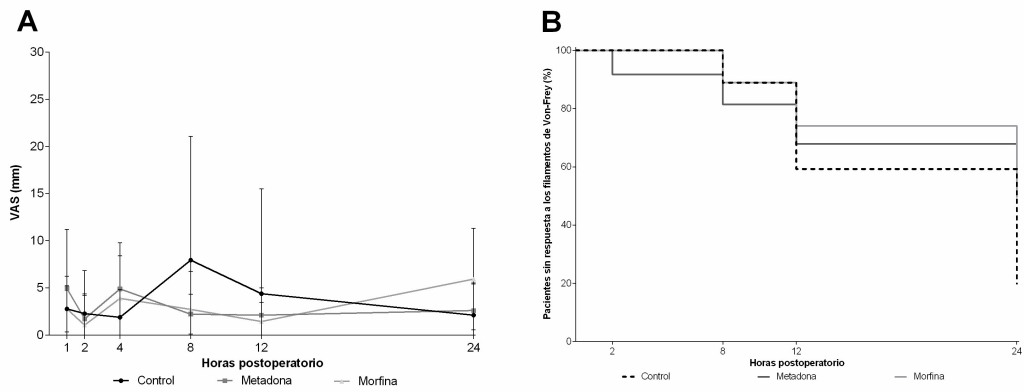 A
30
25
20
15
10
5
0
VAS (mm)
1 2 4 8 12 24
Horas postoperatorio
Control Metadona Morfina
B
100
80
60
40
20
0
Pacientes sin respuesta a los filamentos de Von-Frey (%)
2 8 12 24
Horas postoperatorio
Control Metadona Morfina